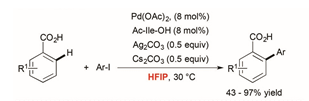 Pd(OAc)₂, (8 mol%)
Ac-Ile-OH (8 mol%)
Ag₂CO₃ (0.5 equiv)
Cs₂CO₃ (0.5 equiv)
HFIP, 30 °C
CO₂H
H
R¹
+ Ar-I
CO₂H
Ar
R¹
43 - 97% yield